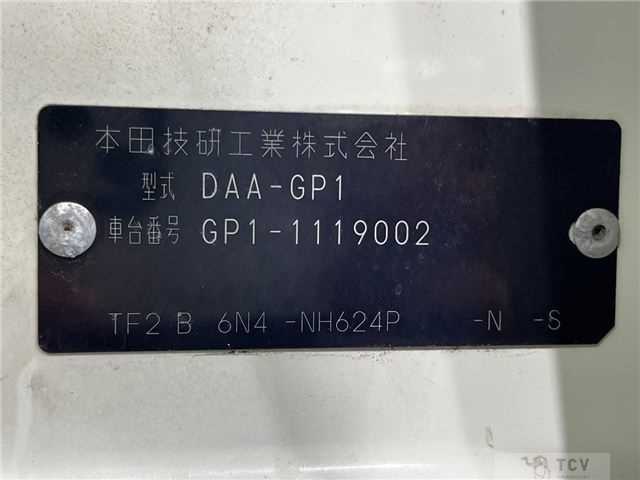 本田技研工業株式会社
型式 DAA-GP1
車台番号 GP1-1119002
TF2 B 6N4 -NH624P -N -S
TCV